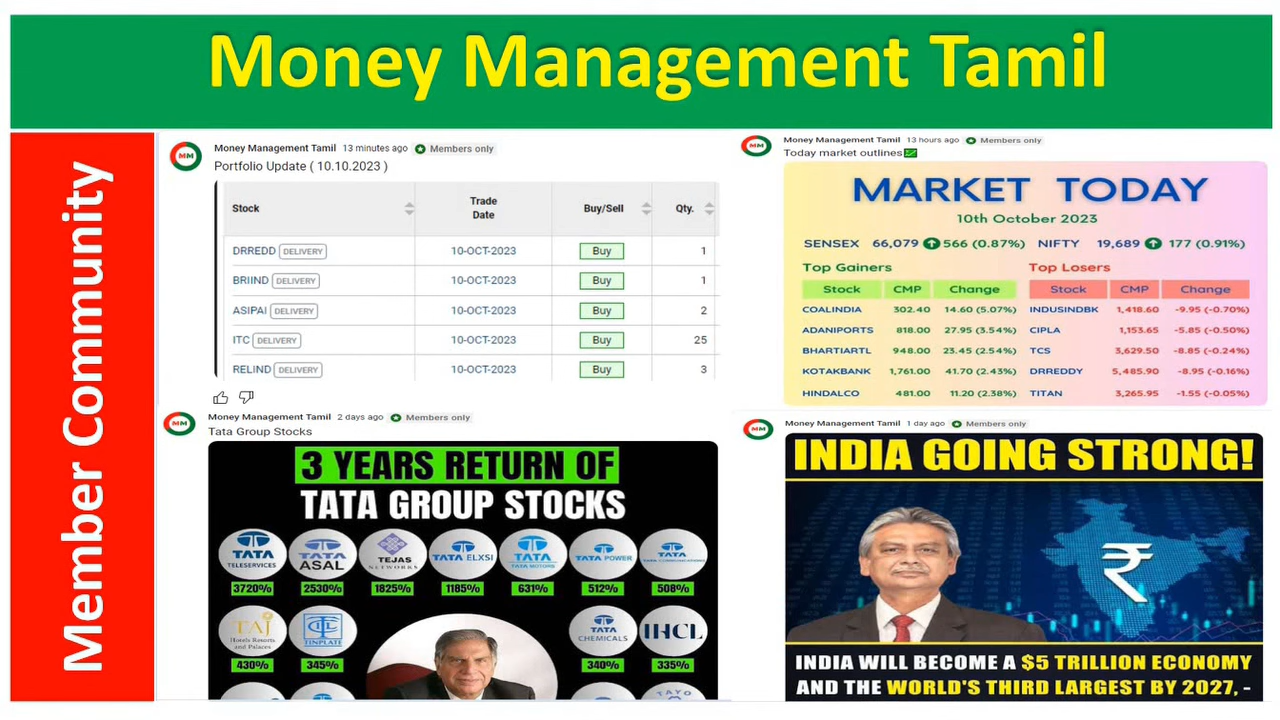 Money Management Tamil
Member Community
MM
Money Management Tamil 13 minutes ago Members only
Portfolio Update ( 10.10.2023 )
Stock Trade Date Buy/Sell Qty.
DRREDD DELIVERY 10-OCT-2023 Buy 1
BRIIND DELIVERY 10-OCT-2023 Buy 1
ASIPAI DELIVERY 10-OCT-2023 Buy 2
ITC DELIVERY 10-OCT-2023 Buy 25
RELIND DELIVERY 10-OCT-2023 Buy 3
MM
Money Management Tamil 13 hours ago Members only
Today market outlines
MARKET TODAY
10th October 2023
SENSEX 66,079 566 (0.87%) NIFTY 19,689 177 (0.91%)
Top Gainers Top Losers
Stock CMP Change Stock CMP Change
COALINDIA 302.40 14.60 (5.07%) INDUSINDBK 1,418.60 -9.95 (-0.70%)
ADANIPORTS 818.00 27.95 (3.54%) CIPLA 1,153.65 -5.85 (-0.50%)
BHARTIARTL 948.00 23.45 (2.54%) TCS 3,629.50 -8.85 (-0.24%)
KOTAKBANK 1,761.00 41.70 (2.43%) DRREDDY 5,485.90 -8.95 (-0.16%)
HINDALCO 481.00 11.20 (2.38%) TITAN 3,265.95 -1.55 (-0.05%)
MM
Money Management Tamil 2 days ago Members only
Tata Group Stocks
3 YEARS RETURN OF
TATA GROUP STOCKS
TATA TELESERVICES TATA ASAL TEJAS NETWORKS TATA ELXSI TATA TATA MOTORS TATA POWER TATA COMMUNICATIONS
3720% 2530% 1825% 1185% 631% 512% 508%
TAJ Hotels Resorts and Palaces TINPLATE TATA CHEMICALS IHCL
430% 345% 340% 335%
TATA
TAYO
MM
Money Management Tamil 1 day ago Members only
INDIA GOING STRONG!
₹
INDIA WILL BECOME A $5 TRILLION ECONOMY
AND THE WORLD'S THIRD LARGEST BY 2027, -